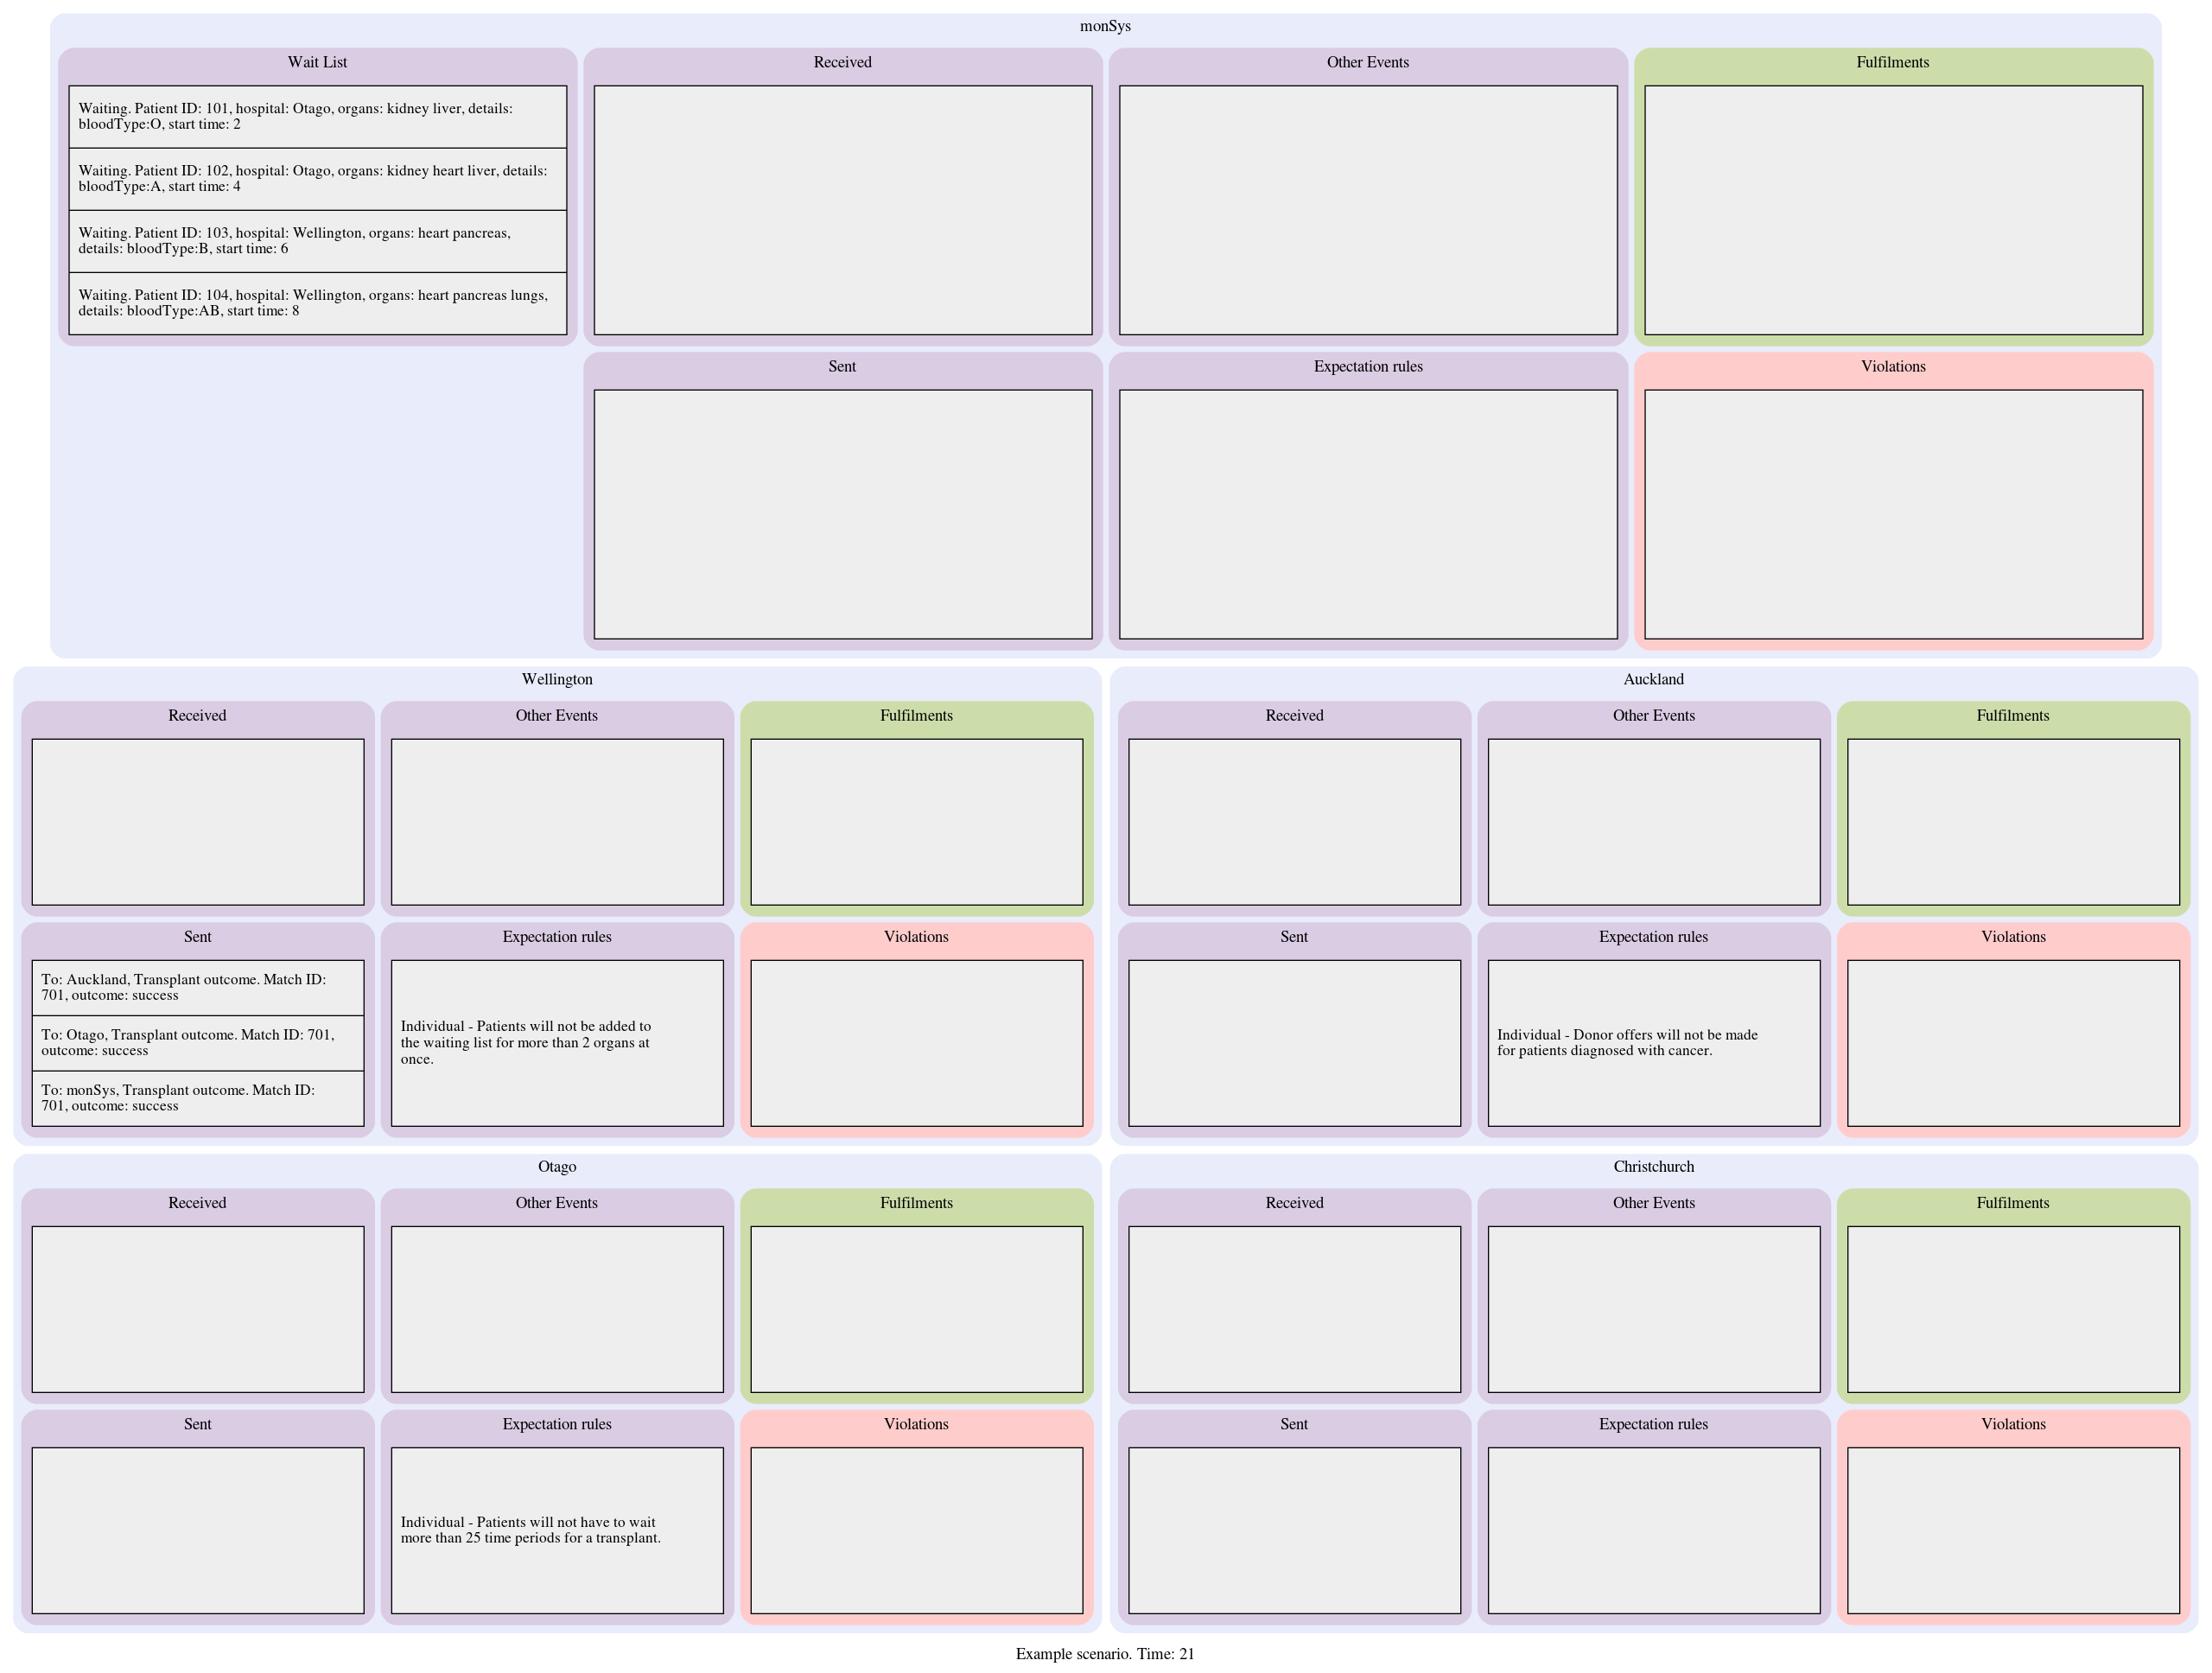 monSys
Wait List
Received
Other Events
Fulfilments
Waiting. Patient ID: 101, hospital: Otago, organs: kidney liver, details:
bloodType:O, start time: 2
Waiting. Patient ID: 102, hospital: Otago, organs: kidney heart liver, details:
bloodType:A, start time: 4
Waiting. Patient ID: 103, hospital: Wellington, organs: heart pancreas,
details: bloodType:B, start time: 6
Waiting. Patient ID: 104, hospital: Wellington, organs: heart pancreas lungs,
details: bloodType:AB, start time: 8
Sent
Expectation rules
Violations
Wellington
Received
Other Events
Fulfilments
Sent
Expectation rules
Violations
To: Auckland, Transplant outcome. Match ID:
701, outcome: success
To: Otago, Transplant outcome. Match ID: 701,
outcome: success
To: monSys, Transplant outcome. Match ID:
701, outcome: success
Individual - Patients will not be added to
the waiting list for more than 2 organs at
once.
Auckland
Received
Other Events
Fulfilments
Sent
Expectation rules
Violations
Individual - Donor offers will not be made
for patients diagnosed with cancer.
Otago
Received
Other Events
Fulfilments
Sent
Expectation rules
Violations
Individual - Patients will not have to wait
more than 25 time periods for a transplant.
Christchurch
Received
Other Events
Fulfilments
Sent
Expectation rules
Violations
Example scenario. Time: 21